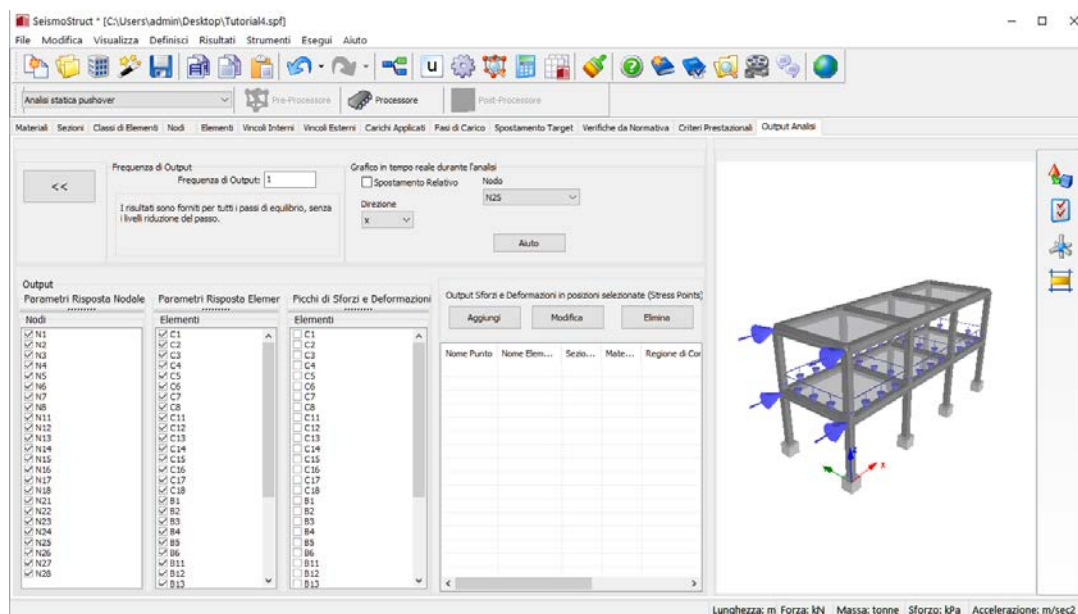 SeismoStruct * [C:\Users\admin\Desktop\Tutorial4.spf]
File Modifica Visualizza Definisci Risultati Strumenti Esegui Aiuto
u
Analisi statica pushover Pre-Processore Processore Post-Processore
Materiali Sezioni Classi di Elementi Nodi Elementi Vincoli Interni Vincoli Esterni Carichi Applicati Fasi di Carico Spostamento Target Verifiche da Normativa Criteri Prestazionali Output Analisi
<<
Frequenza di Output
Frequenza di Output: 1
I risultati sono forniti per tutti i passi di equilibrio, senza
i livelli riduzione del passo.
Grafico in tempo reale durante l'analisi
Spostamento Relativo Nodo
N25
Direzione
x
Aiuto
Output
Parametri Risposta Nodale Parametri Risposta Elemer Picchi di Sforzi e Deformazioni
Nodi
N1
N2
N3
N4
N5
N6
N7
N8
N11
N12
N13
N14
N15
N16
N17
N18
N21
N22
N23
N24
N25
N26
N27
N28
Elementi
C1
C2
C3
C4
C5
C6
C7
C8
C11
C12
C13
C14
C15
C16
C17
C18
B1
B2
B3
B4
B5
B6
B11
B12
B13
Elementi
C1
C2
C3
C4
C5
C6
C7
C8
C11
C12
C13
C14
C15
C16
C17
C18
B1
B2
B3
B4
B5
B6
B11
B12
B13
Output Sforzi e Deformazioni in posizioni selezionate (Stress Points)
Aggiungi Modifica Elimina
Nome Punto Nome Elem... Sezio... Mate... Regione di Cor
x
Lunghezza: m Forza: kN Massa: tonne Sforzo: kPa Accelerazione: m/sec2